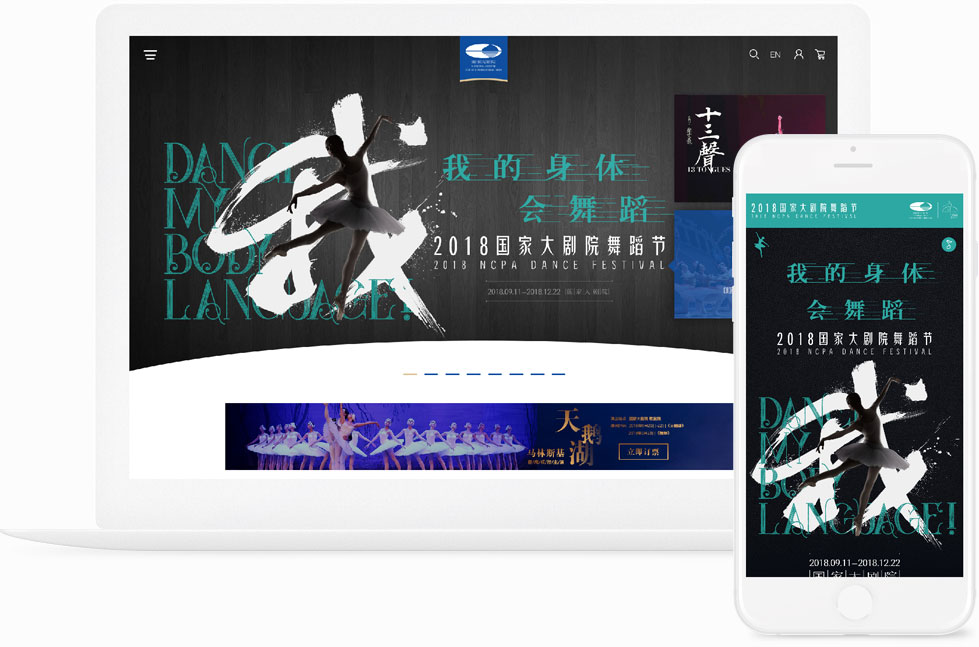 EN
DANCE
MY
BODY
LANGUAGE!
我
我的身体
会舞蹈
2018国家大剧院舞蹈节
2018 NCPA DANCE FESTIVAL
2018.09.11-2018.12.22
十三聲
13 TONGUES
天鹅湖
马林斯基
立即订票
2018国家大剧院舞蹈节
2018 NCPA DANCE FESTIVAL
我的身体
会舞蹈
2018国家大剧院舞蹈节
2018 NCPA DANCE FESTIVAL
DAN
MY
BODY
LANGUAGE!
我
2018.09.11-2018.12.22
国家大剧院